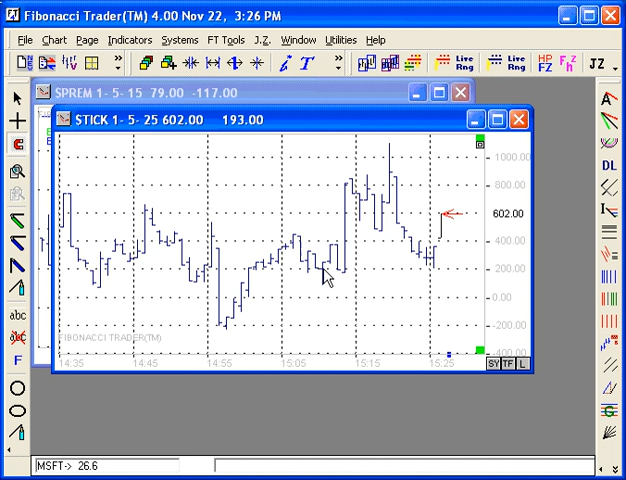 Fibonacci Trader(TM) 4.00 Nov 22, 3:26 PM
File Chart Page Indicators Systems FT Tools J.Z. Window Utilities Help
i T Live Rng Live Rng HP FZ F h z JZ
$PREM 1- 5- 15 79.00 -117.00
$TICK 1- 5- 25 602.00 193.00
1000.00
800.00
602.00
400.00
200.00
0.00
-200.00
-400.00
FIBONACCI TRADER(TM)
14:35 14:45 14:55 15:05 15:15 15:25
SY TF L
abc
abc
F
A
DL
I
G
MSFT-> 26.6